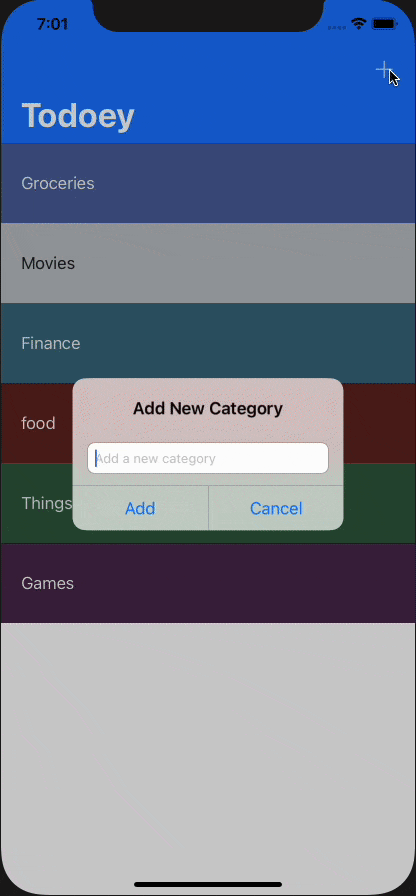 7:01
Todoey
Groceries
Movies
Finance
food
Add New Category
Add a new category
Things
Add
Cancel
Games